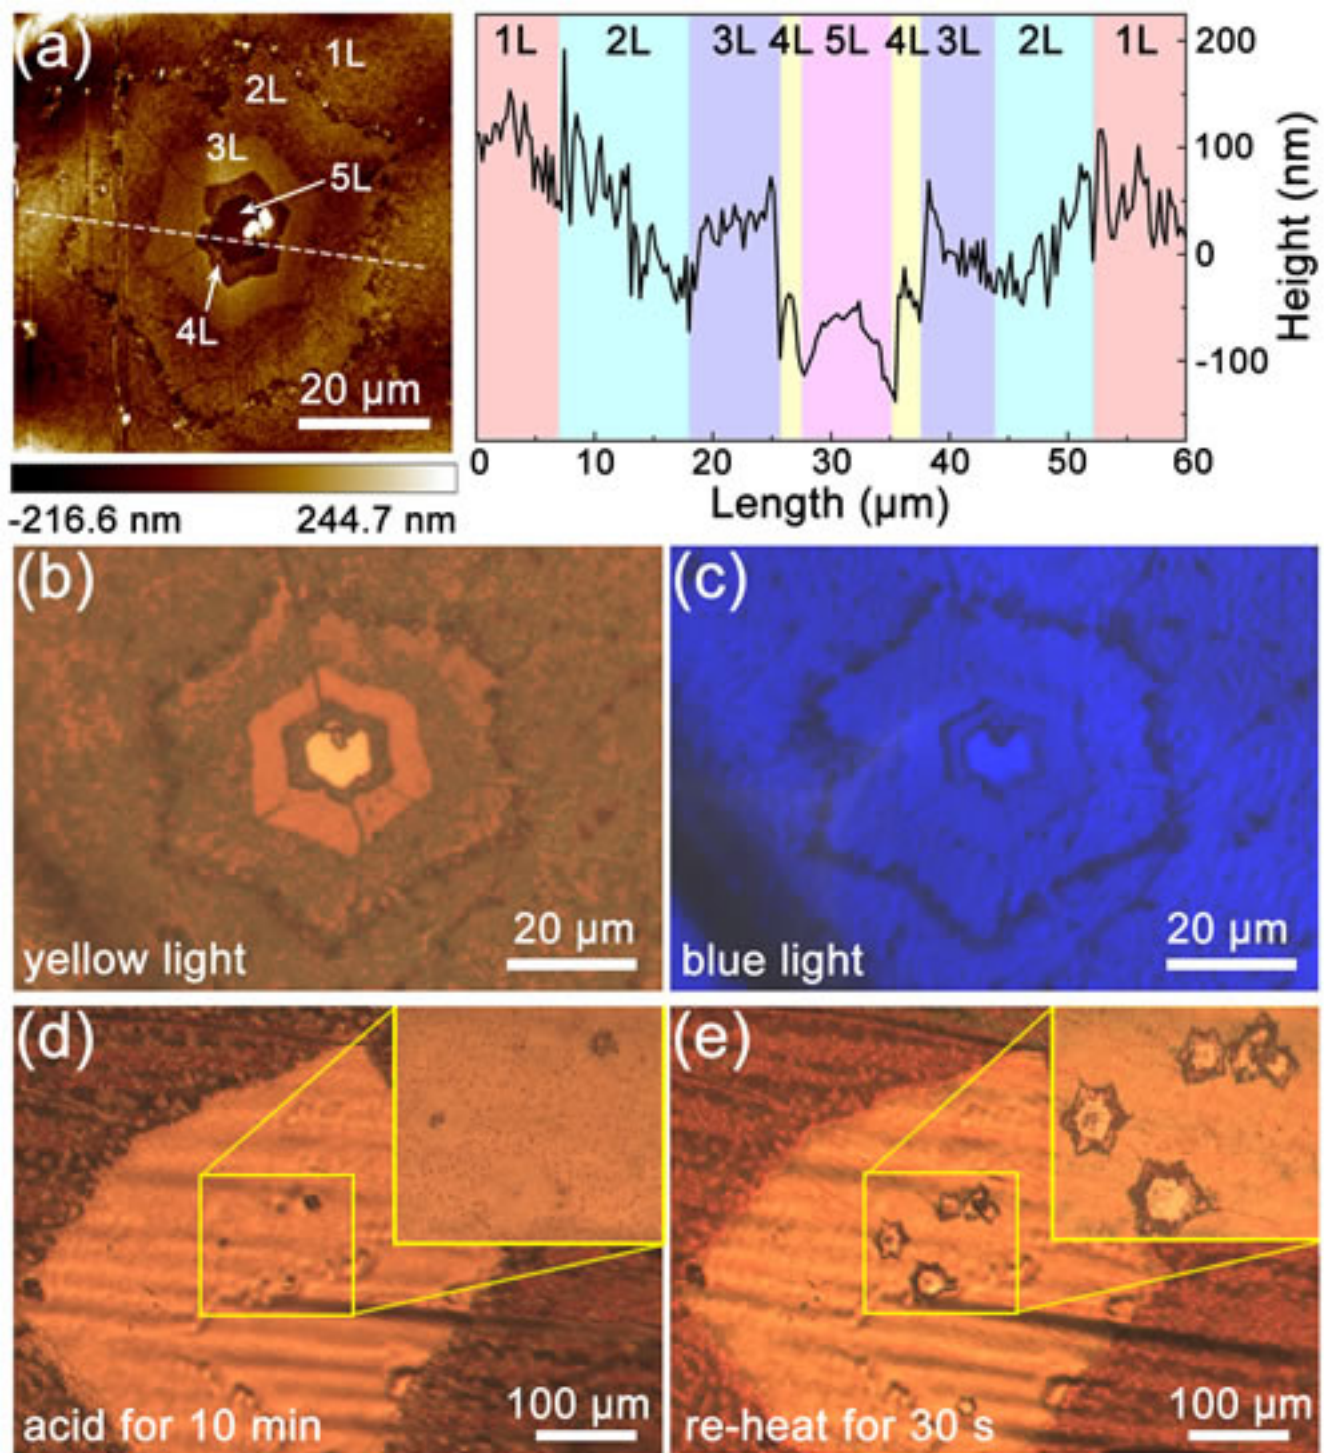 (a)
1L
2L
3L
5L
4L
20 µm
-216.6 nm 244.7 nm
1L 2L 3L 4L 5L 4L 3L 2L 1L
200
100
0
-100
Height (nm)
0 10 20 30 40 50 60
Length (µm)
(b)
yellow light
20 µm
(c)
blue light
20 µm
(d)
acid for 10 min
100 µm
(e)
re-heat for 30 s
100 µm